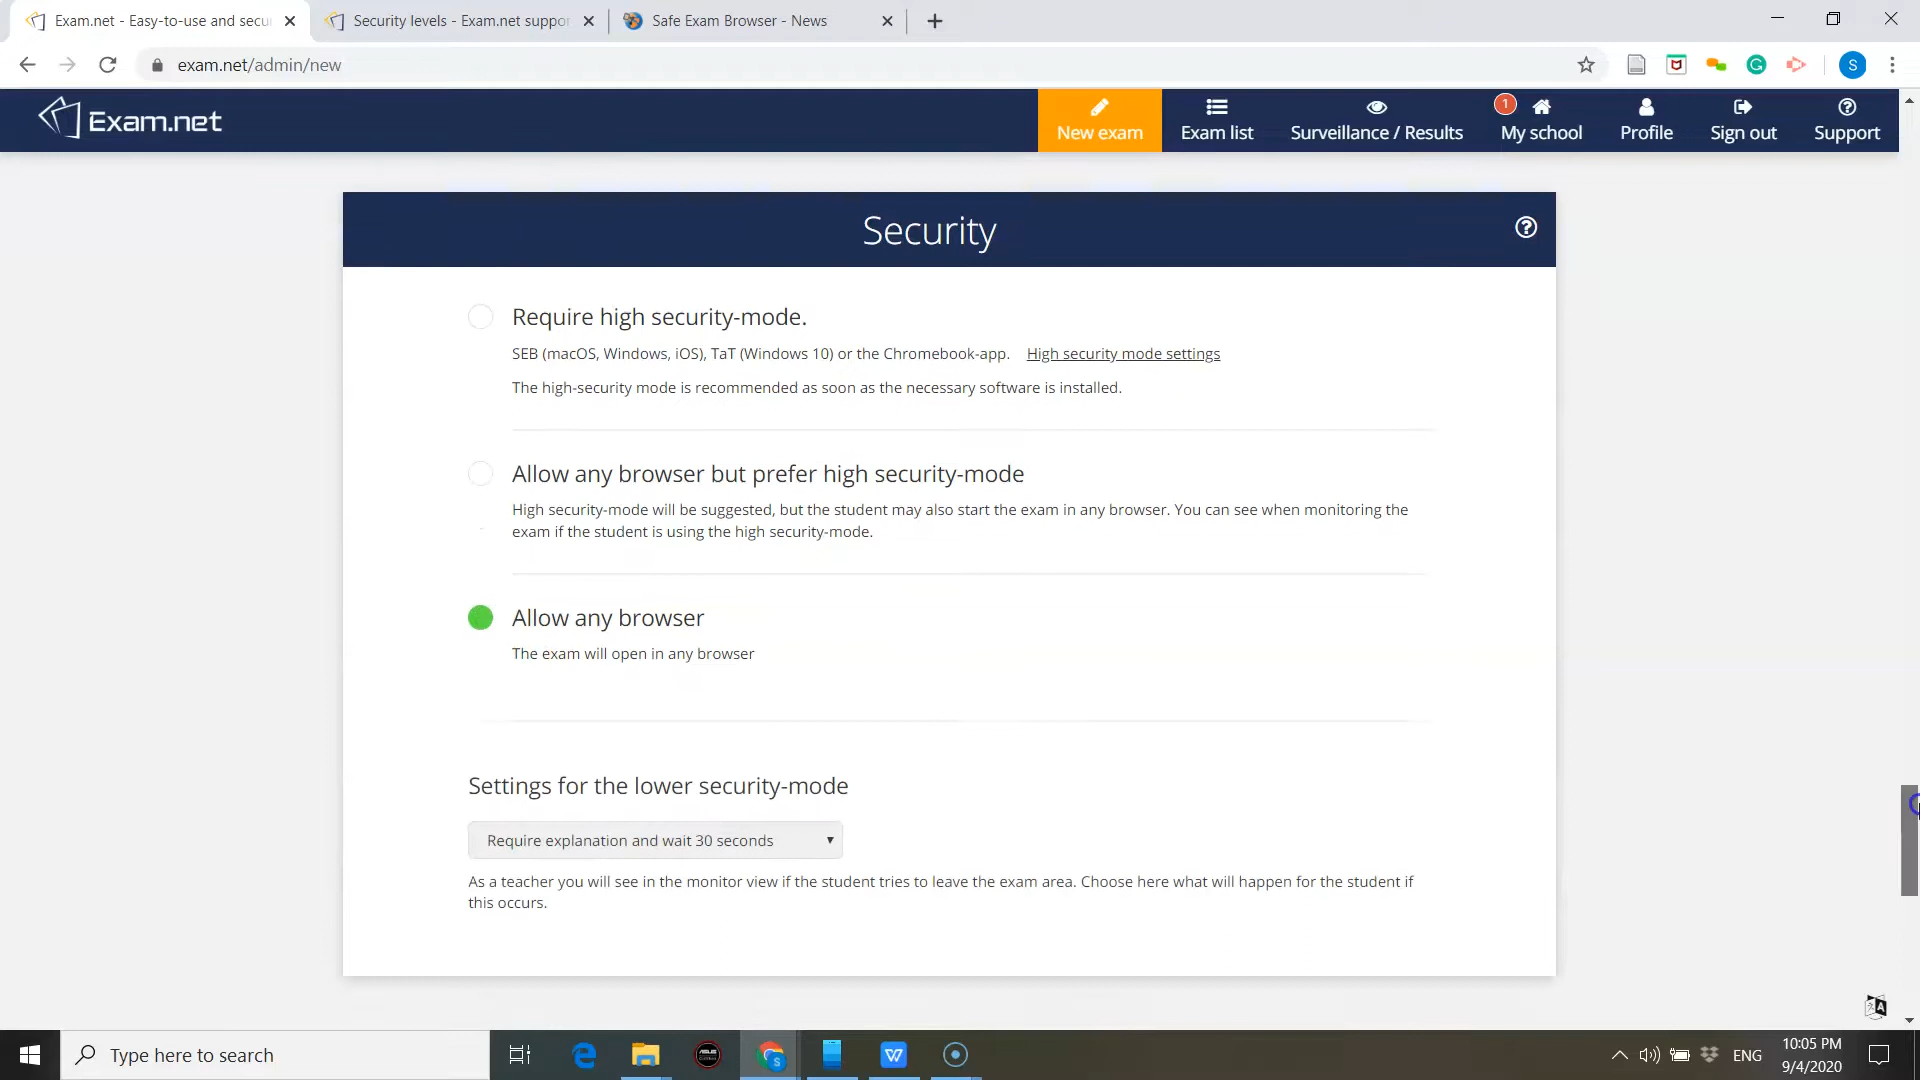 Exam.net - Easy-to-use and secu
Security levels - Exam.net suppo
Safe Exam Browser - News
exam.net/admin/new
S
Exam.net
New exam
Exam list
Surveillance / Results
1
My school
Profile
Sign out
Support
Security
Require high security-mode.
SEB (macOS, Windows, iOS), TaT (Windows 10) or the Chromebook-app. High security mode settings
The high-security mode is recommended as soon as the necessary software is installed.
Allow any browser but prefer high security-mode
High security-mode will be suggested, but the student may also start the exam in any browser. You can see when monitoring the
exam if the student is using the high security-mode.
Allow any browser
The exam will open in any browser
Settings for the lower security-mode
Require explanation and wait 30 seconds
As a teacher you will see in the monitor view if the student tries to leave the exam area. Choose here what will happen for the student if
this occurs.
Type here to search
ENG
10:05 PM
9/4/2020